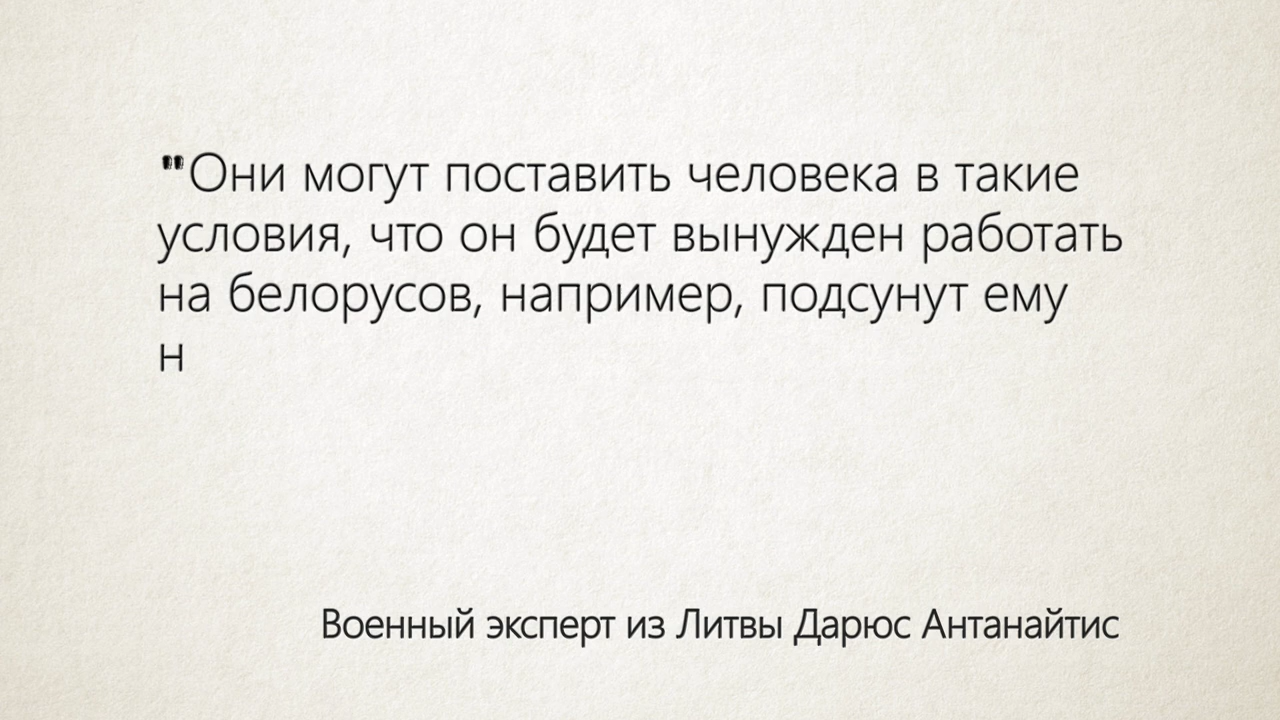 "Они могут поставить человека в такие
условия, что он будет вынужден работать
на белорусов, например, подсунут ему
н
Военный эксперт из Литвы Дарюс Антанайтис